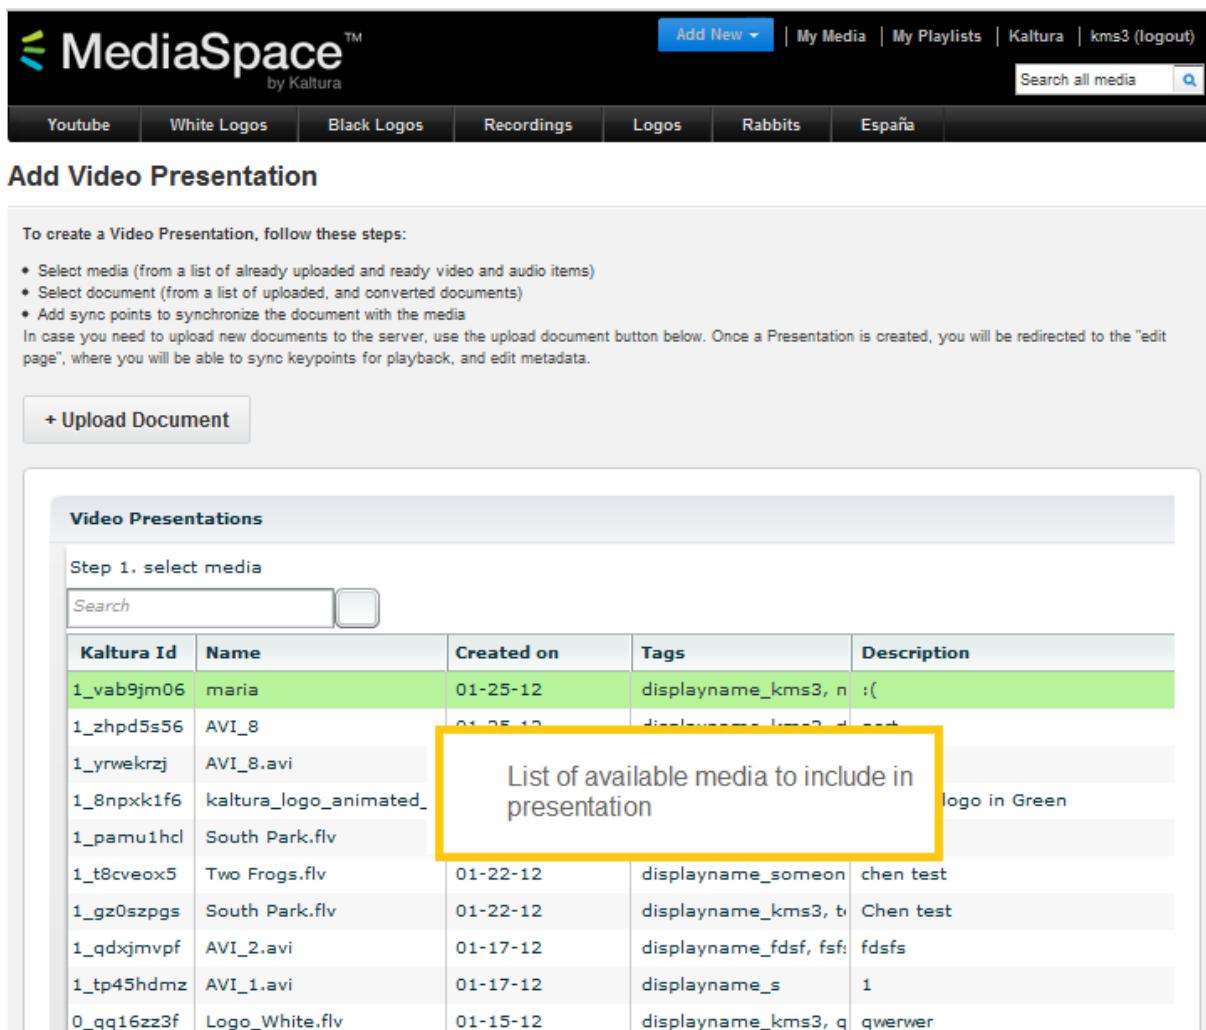 MediaSpace™
by Kaltura
Add New
My Media
My Playlists
Kaltura
kms3 (logout)
Search all media
Youtube
White Logos
Black Logos
Recordings
Logos
Rabbits
España
Add Video Presentation
To create a Video Presentation, follow these steps:
• Select media (from a list of already uploaded and ready video and audio items)
• Select document (from a list of uploaded, and converted documents)
• Add sync points to synchronize the document with the media
In case you need to upload new documents to the server, use the upload document button below. Once a Presentation is created, you will be redirected to the "edit
page", where you will be able to sync keypoints for playback, and edit metadata.
+ Upload Document
Video Presentations
Step 1. select media
Search
Kaltura Id Name Created on Tags Description
1_vab9jm06 maria 01-25-12 displayname_kms3, n :(
1_zhpd5s56 AVI_8 01-25-12 displayname_kms3,
1_yrwekrzj AVI_8.avi
List of available media to include in
presentation
1_8npxk1f6 kaltura_logo_animated_ logo in Green
1_pamu1hcl South Park.flv
1_t8cveox5 Two Frogs.flv 01-22-12 displayname_someon chen test
1_gz0szpgs South Park.flv 01-22-12 displayname_kms3, t Chen test
1_qdxjmvpf AVI_2.avi 01-17-12 displayname_fdsf, fsf fdsfs
1_tp45hdmz AVI_1.avi 01-17-12 displayname_s 1
0_qq16zz3f Logo_White.flv 01-15-12 displayname_kms3, q qwerwer